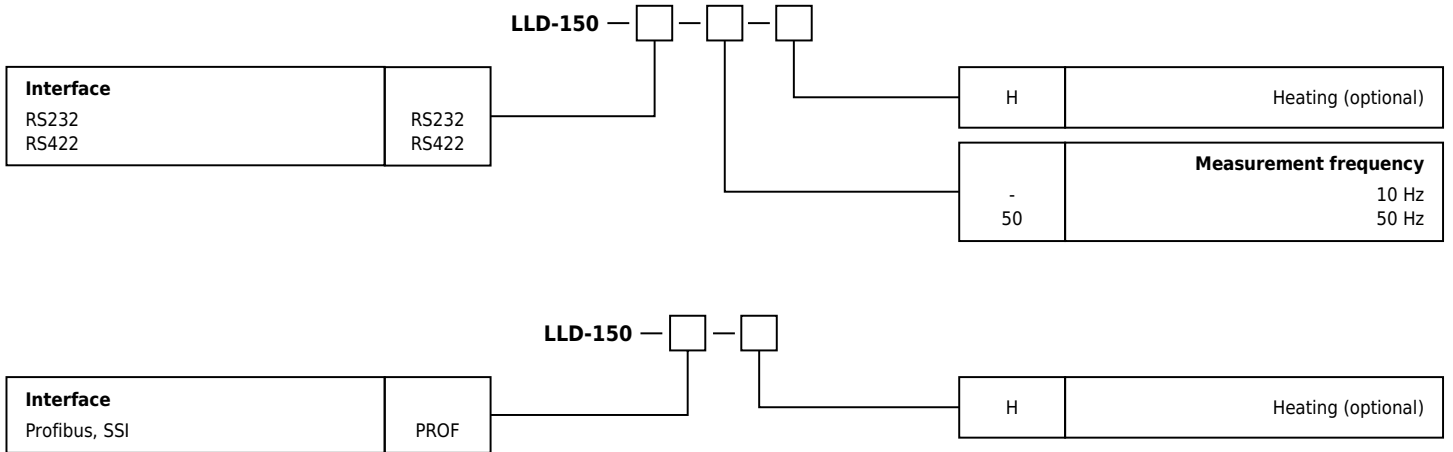 LLD-150 — —  —
Interface
RS232 RS232
RS422 RS422
H Heating (optional)
Measurement frequency
- 10 Hz
50 50 Hz
LLD-150 — —
Interface
Profibus, SSI PROF
H Heating (optional)